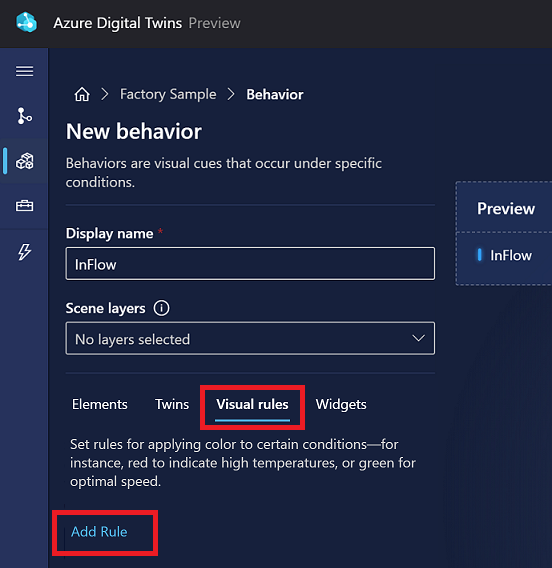 Azure Digital Twins Preview
Factory Sample Behavior
New behavior
Behaviors are visual cues that occur under specific
conditions.
Preview
Display name *
InFlow
InFlow
Scene layers
No layers selected
Elements Twins Visual rules Widgets
Set rules for applying color to certain conditions—for
instance, red to indicate high temperatures, or green for
optimal speed.
Add Rule